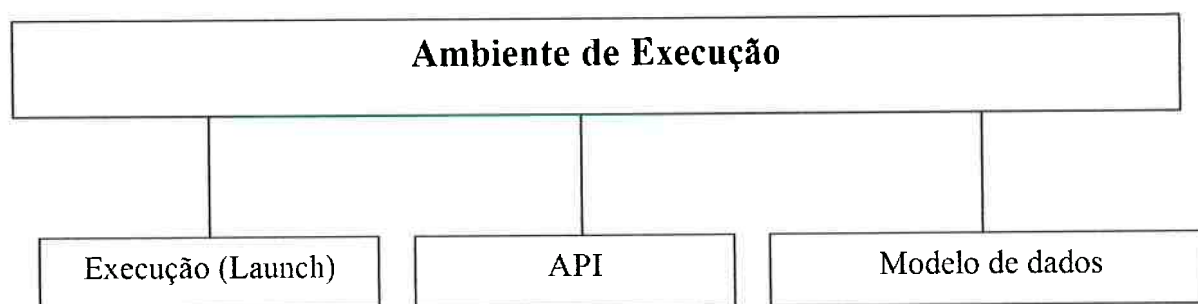 Ambiente de Execução
Execução (Launch)
API
Modelo de dados